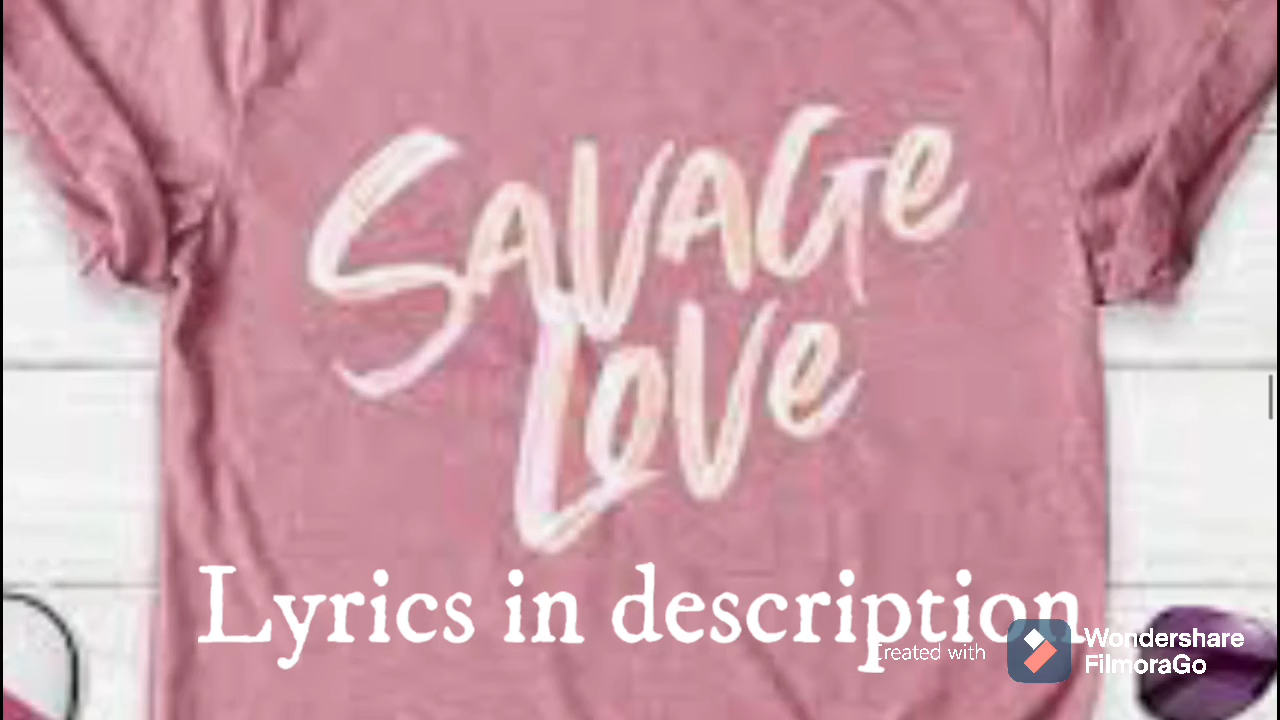 SAVAGe
LOVe
Lyrics in description
Created with
Wondershare
FilmoraGo